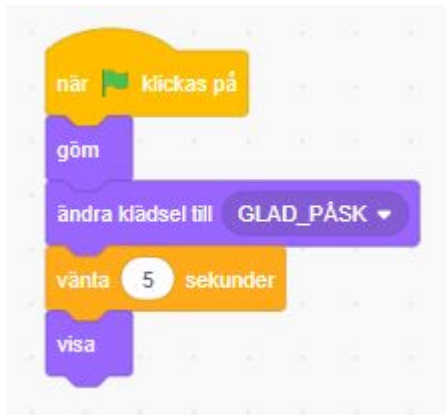 när klickas på
göm
ändra klädsel till GLAD_PÅSK
vänta 5 sekunder
visa